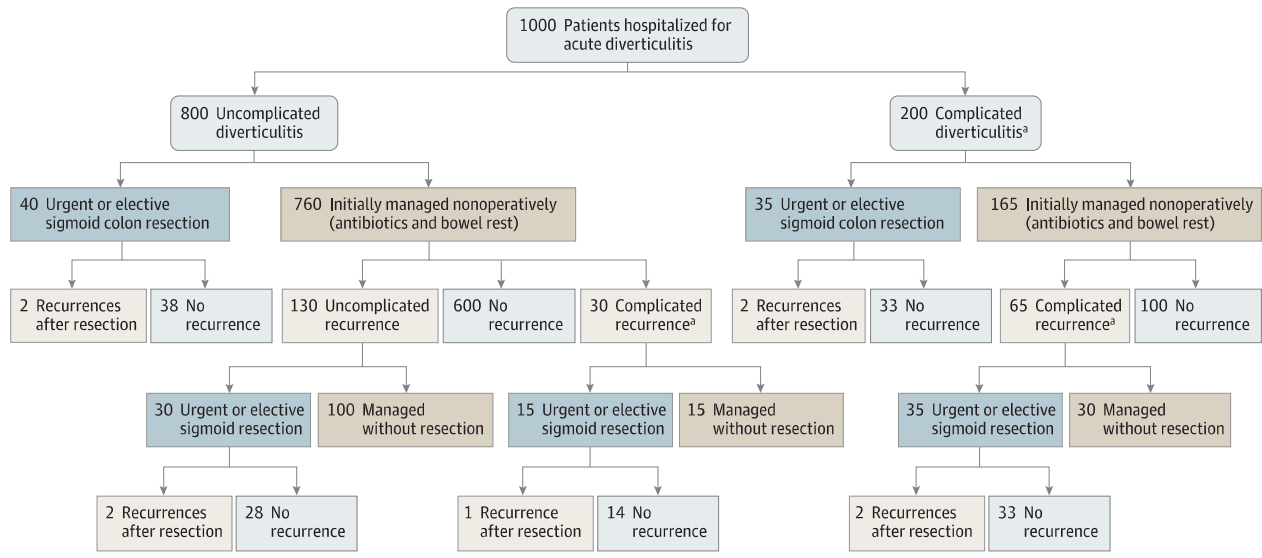 1000 Patients hospitalized for
acute diverticulitis
800 Uncomplicated
diverticulitis
200 Complicated
diverticulitisª
40 Urgent or elective
sigmoid colon resection
760 Initially managed nonoperatively
(antibiotics and bowel rest)
35 Urgent or elective
sigmoid colon resection
165 Initially managed nonoperatively
(antibiotics and bowel rest)
2 Recurrences
after resection
38 No
recurrence
130 Uncomplicated
recurrence
600 No
recurrence
30 Complicated
recurrenceª
2 Recurrences
after resection
33 No
recurrence
65 Complicated
recurrenceª
100 No
recurrence
30 Urgent or elective
sigmoid resection
100 Managed
without resection
15 Urgent or elective
sigmoid resection
15 Managed
without resection
35 Urgent or elective
sigmoid resection
30 Managed
without resection
2 Recurrences
after resection
28 No
recurrence
1 Recurrence
after resection
14 No
recurrence
2 Recurrences
after resection
33 No
recurrence